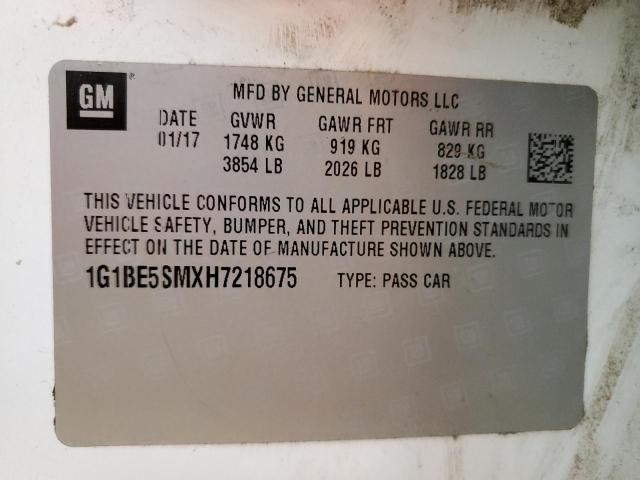 GM
®
MFD BY GENERAL MOTORS LLC
DATE GVWR GAWR FRT GAWR RR
01/17 1748 KG 919 KG 829 KG
3854 LB 2026 LB 1828 LB
THIS VEHICLE CONFORMS TO ALL APPLICABLE U.S. FEDERAL MOTOR
VEHICLE SAFETY, BUMPER, AND THEFT PREVENTION STANDARDS IN
EFFECT ON THE DATE OF MANUFACTURE SHOWN ABOVE.
1G1BE5SMXH7218675 TYPE: PASS CAR